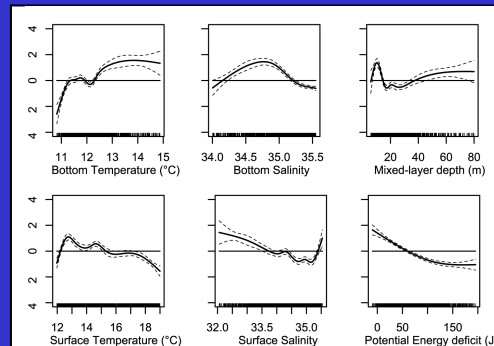 4
2
0
2
4
11 12 13 14 15
Bottom Temperature (°C)
34.0 34.5 35.0 35.5
Bottom Salinity
0 20 40 60 80
Mixed-layer depth (m)
4
2
0
2
4
12 14 16 18
Surface Temperature (°C)
32.0 33.5 35.0
Surface Salinity
0 50 150
Potential Energy deficit (J